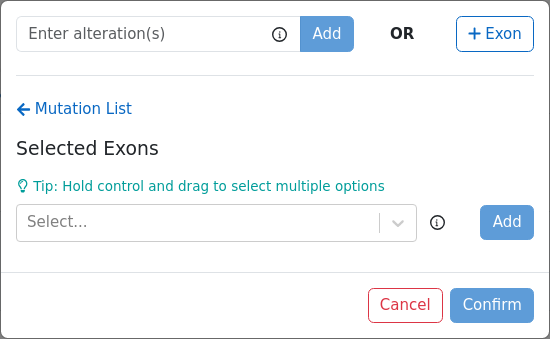 Enter alteration(s) Add OR + Exon
Mutation List
Selected Exons
Tip: Hold control and drag to select multiple options
Select... Add
Cancel Confirm